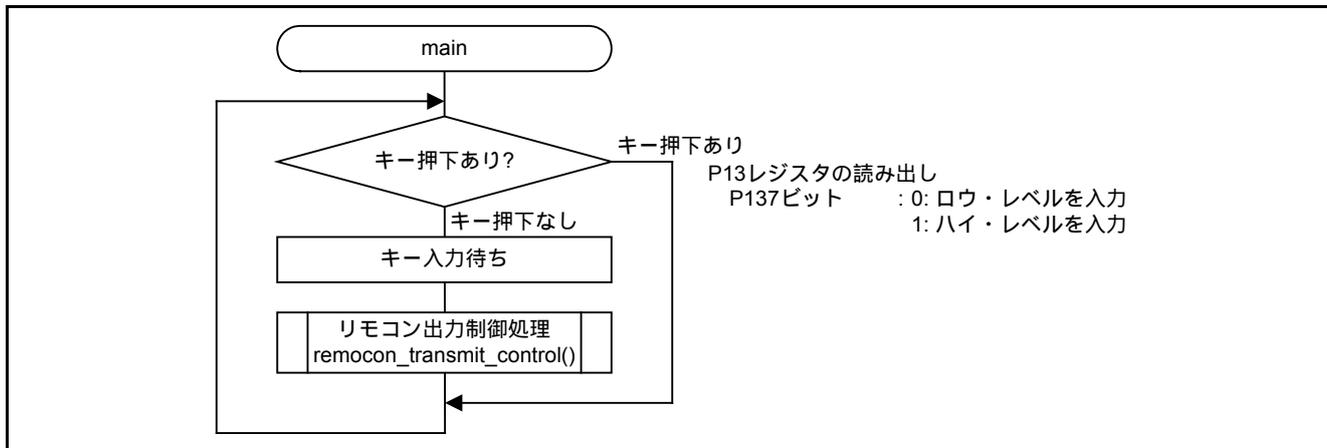 main
キー押下あり?
キー押下あり
P13レジスタの読み出し
P137ビット : 0: ロウ・レベルを入力
1: ハイ・レベルを入力
キー押下なし
キー入力待ち
リモコン出力制御処理
remocon_transmit_control()